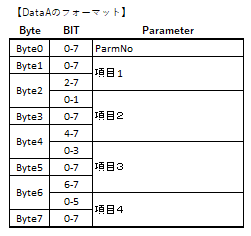 【DataAのフォーマット】
Byte BIT Parameter
Byte0 0-7 ParmNo
Byte1 0-7 項目１
Byte2 2-7
0-1 項目２
Byte3 0-7
Byte4 4-7
0-3 項目３
Byte5 0-7
Byte6 6-7
0-5 項目４
Byte7 0-7